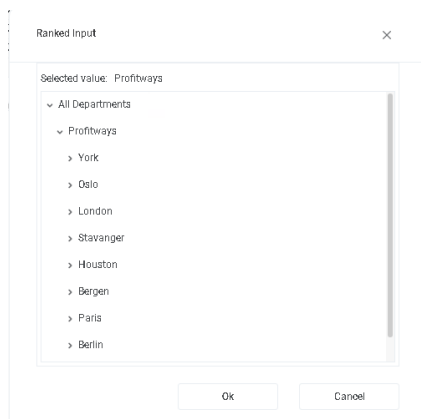 Ranked Input
Selected value: Profitways
All Departments
Profitways
York
Oslo
London
Stavanger
Houston
Bergen
Paris
Berlin
Ok
Cancel